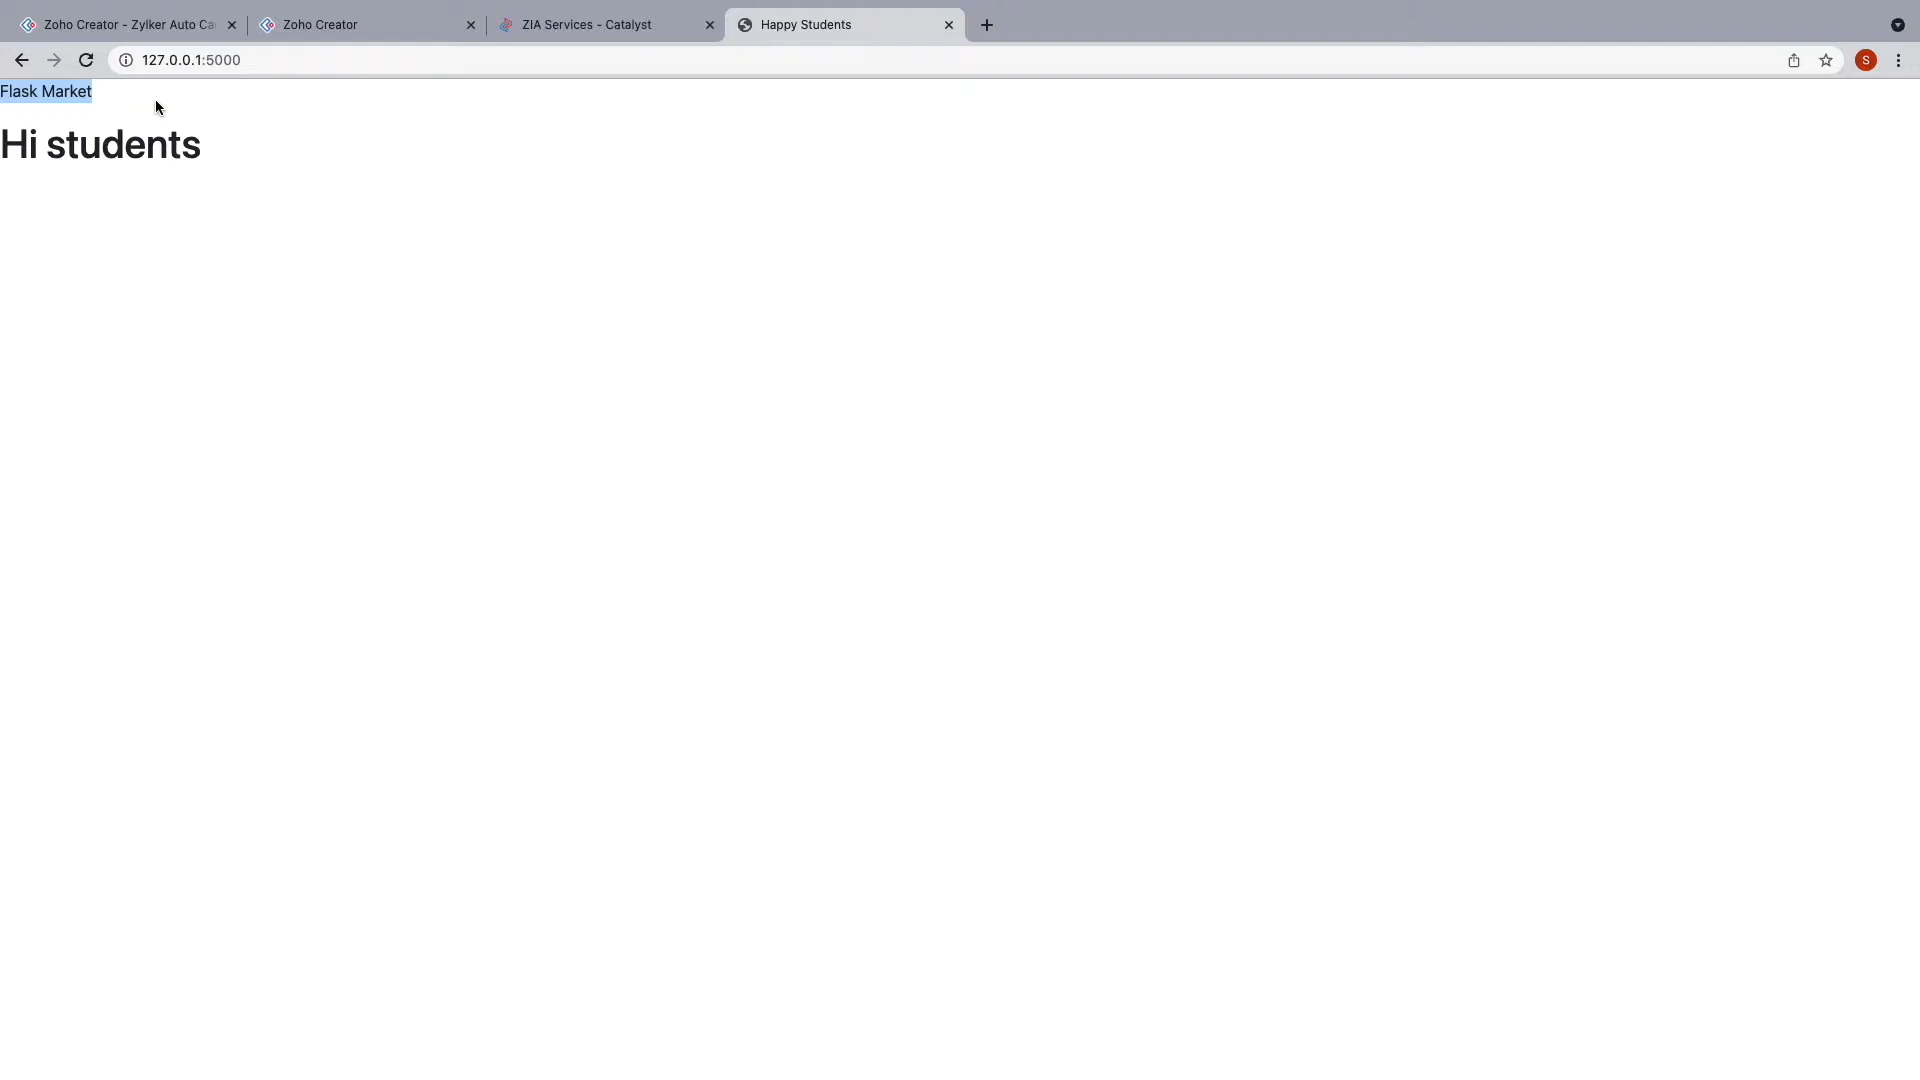 Zoho Creator - Zylker Auto Ca
Zoho Creator
ZIA Services - Catalyst
Happy Students
127.0.0.1:5000
S
Flask Market
Hi students